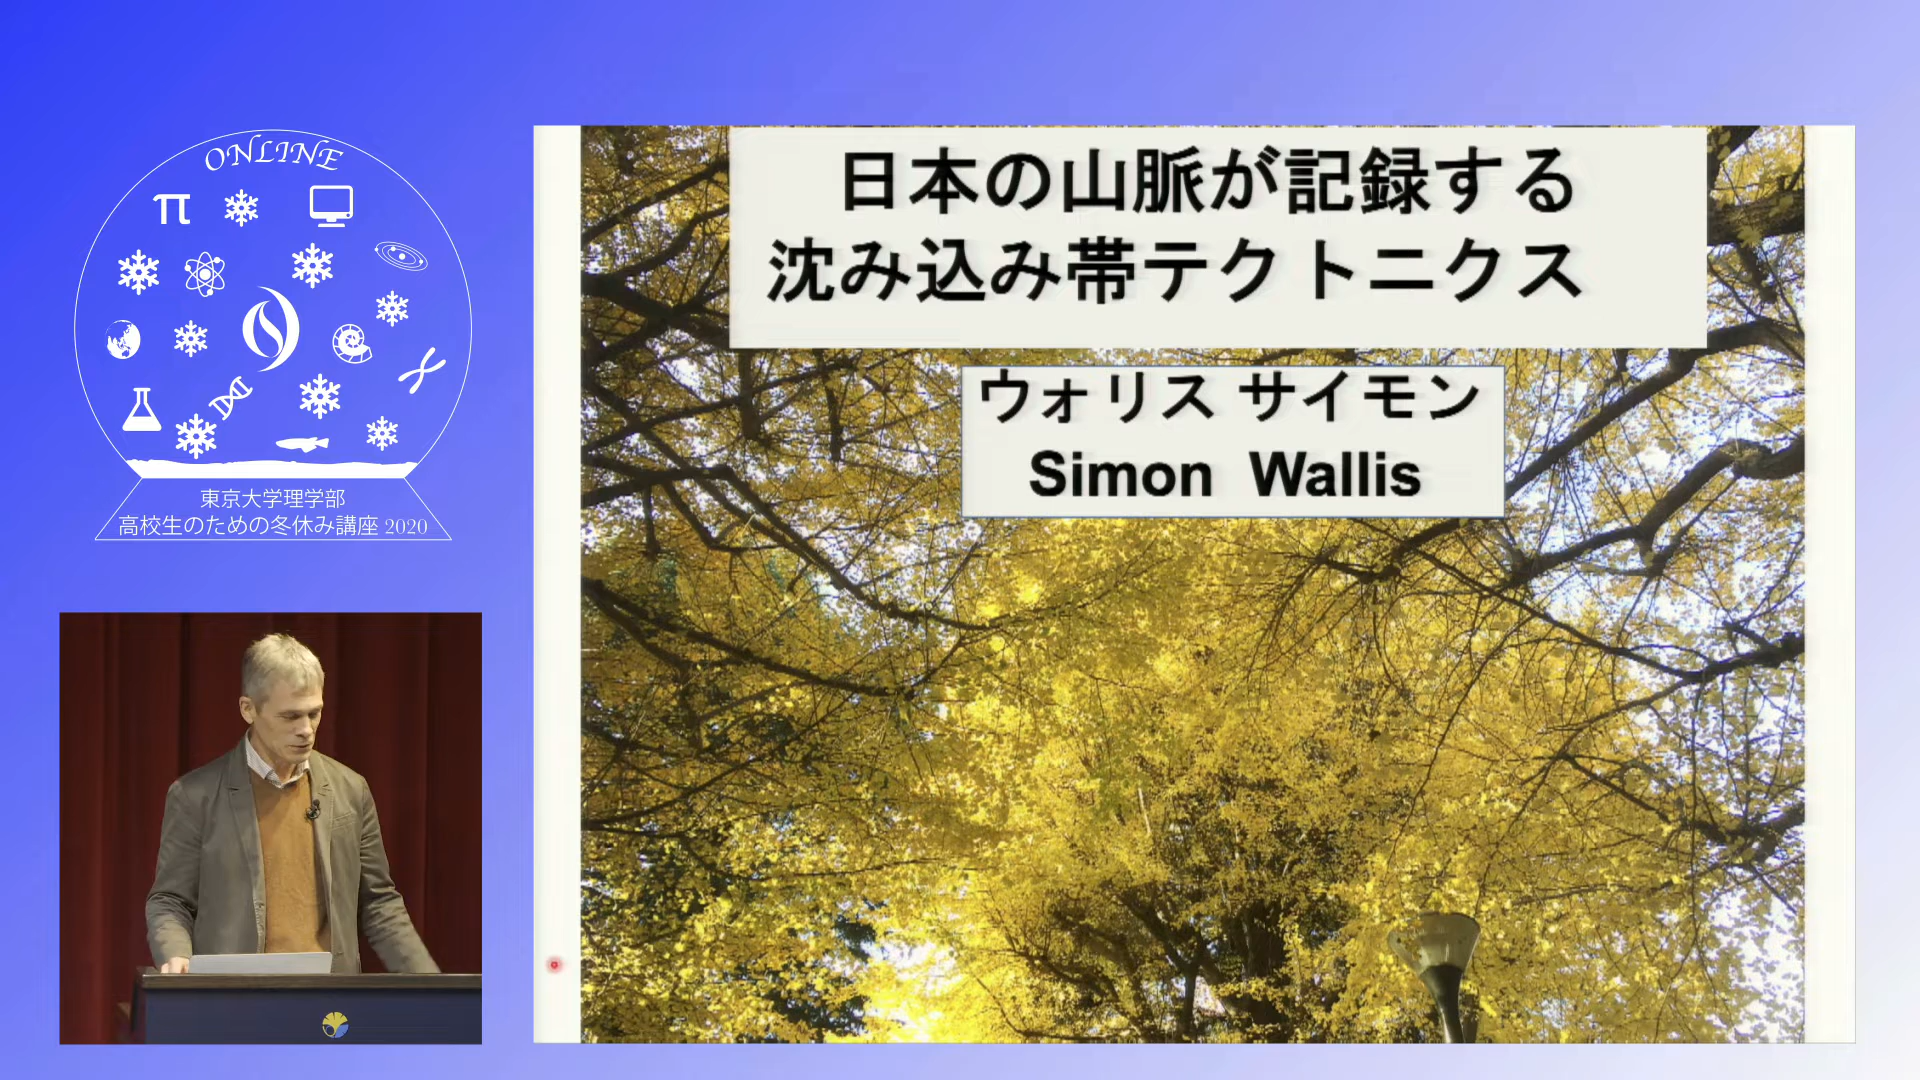 ONLINE
π
東京大学理学部
高校生のための冬休み講座 2020
日本の山脈が記録する
沈み込み帯テクトニクス
ウォリス サイモン
Simon Wallis